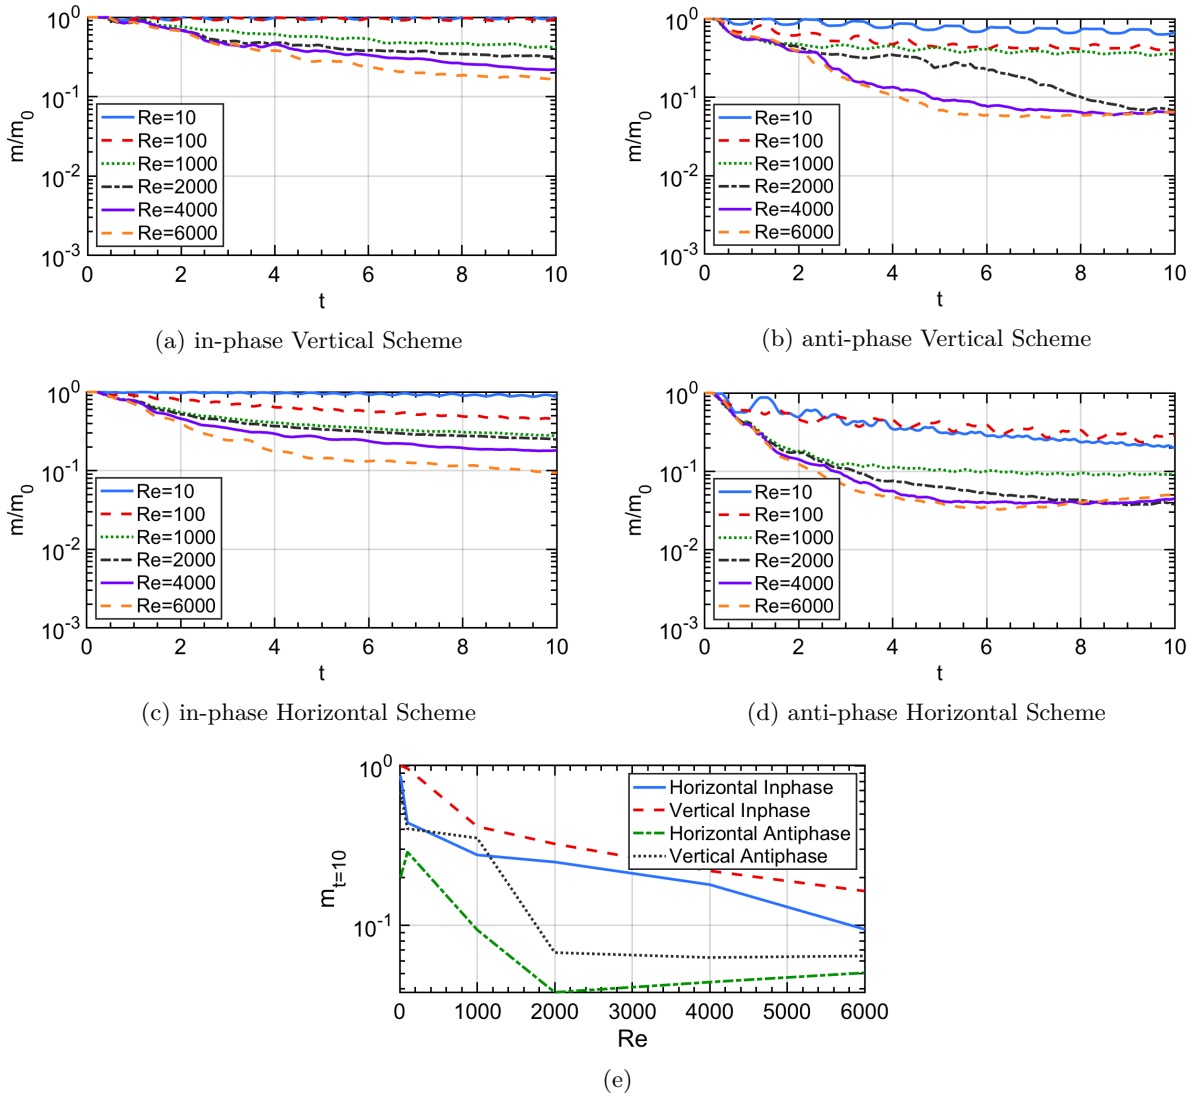 10^0
10^-1
10^-2
10^-3
m/m_0
Re=10
Re=100
Re=1000
Re=2000
Re=4000
Re=6000
0 2 4 6 8 10
t
(a) in-phase Vertical Scheme
10^0
10^-1
10^-2
10^-3
m/m_0
Re=10
Re=100
Re=1000
Re=2000
Re=4000
Re=6000
0 2 4 6 8 10
t
(b) anti-phase Vertical Scheme
10^0
10^-1
10^-2
10^-3
m/m_0
Re=10
Re=100
Re=1000
Re=2000
Re=4000
Re=6000
0 2 4 6 8 10
t
(c) in-phase Horizontal Scheme
10^0
10^-1
10^-2
10^-3
m/m_0
Re=10
Re=100
Re=1000
Re=2000
Re=4000
Re=6000
0 2 4 6 8 10
t
(d) anti-phase Horizontal Scheme
10^0
10^-1
m_t=10
Horizontal Inphase
Vertical Inphase
Horizontal Antiphase
Vertical Antiphase
0 1000 2000 3000 4000 5000 6000
Re
(e)